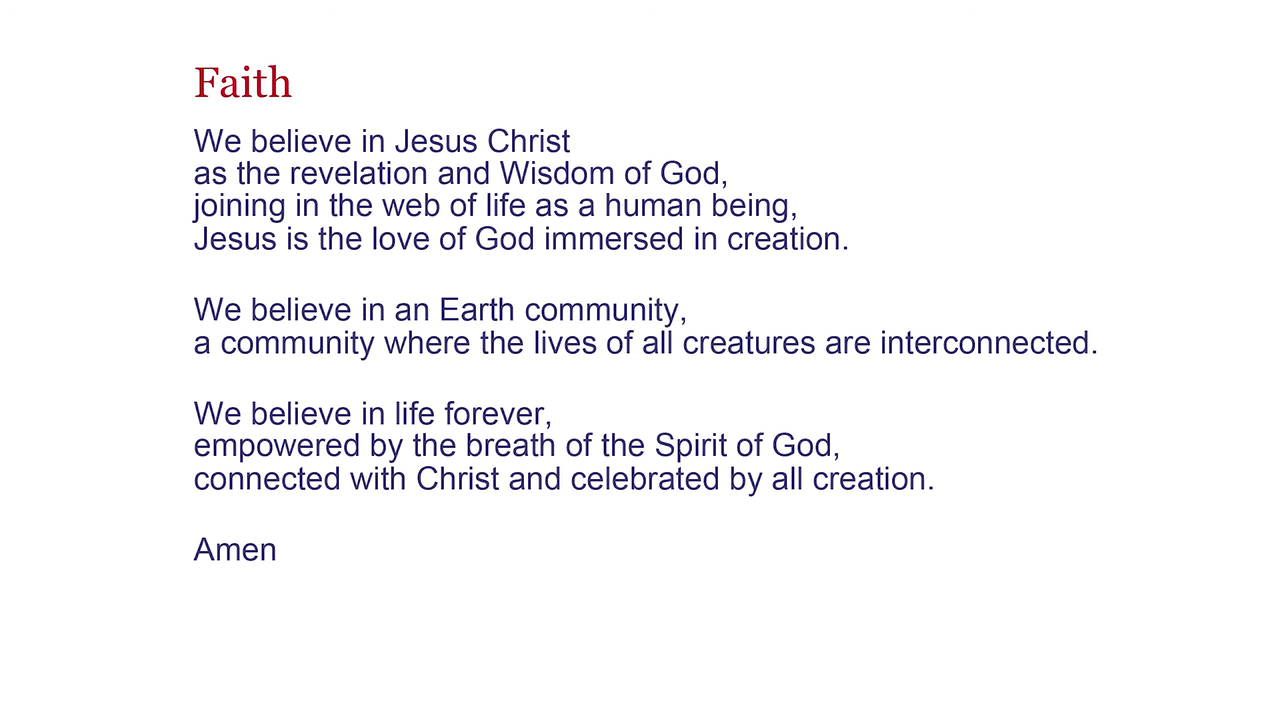 Faith
We believe in Jesus Christ
as the revelation and Wisdom of God,
joining in the web of life as a human being,
Jesus is the love of God immersed in creation.
We believe in an Earth community,
a community where the lives of all creatures are interconnected.
We believe in life forever,
empowered by the breath of the Spirit of God,
connected with Christ and celebrated by all creation.
Amen